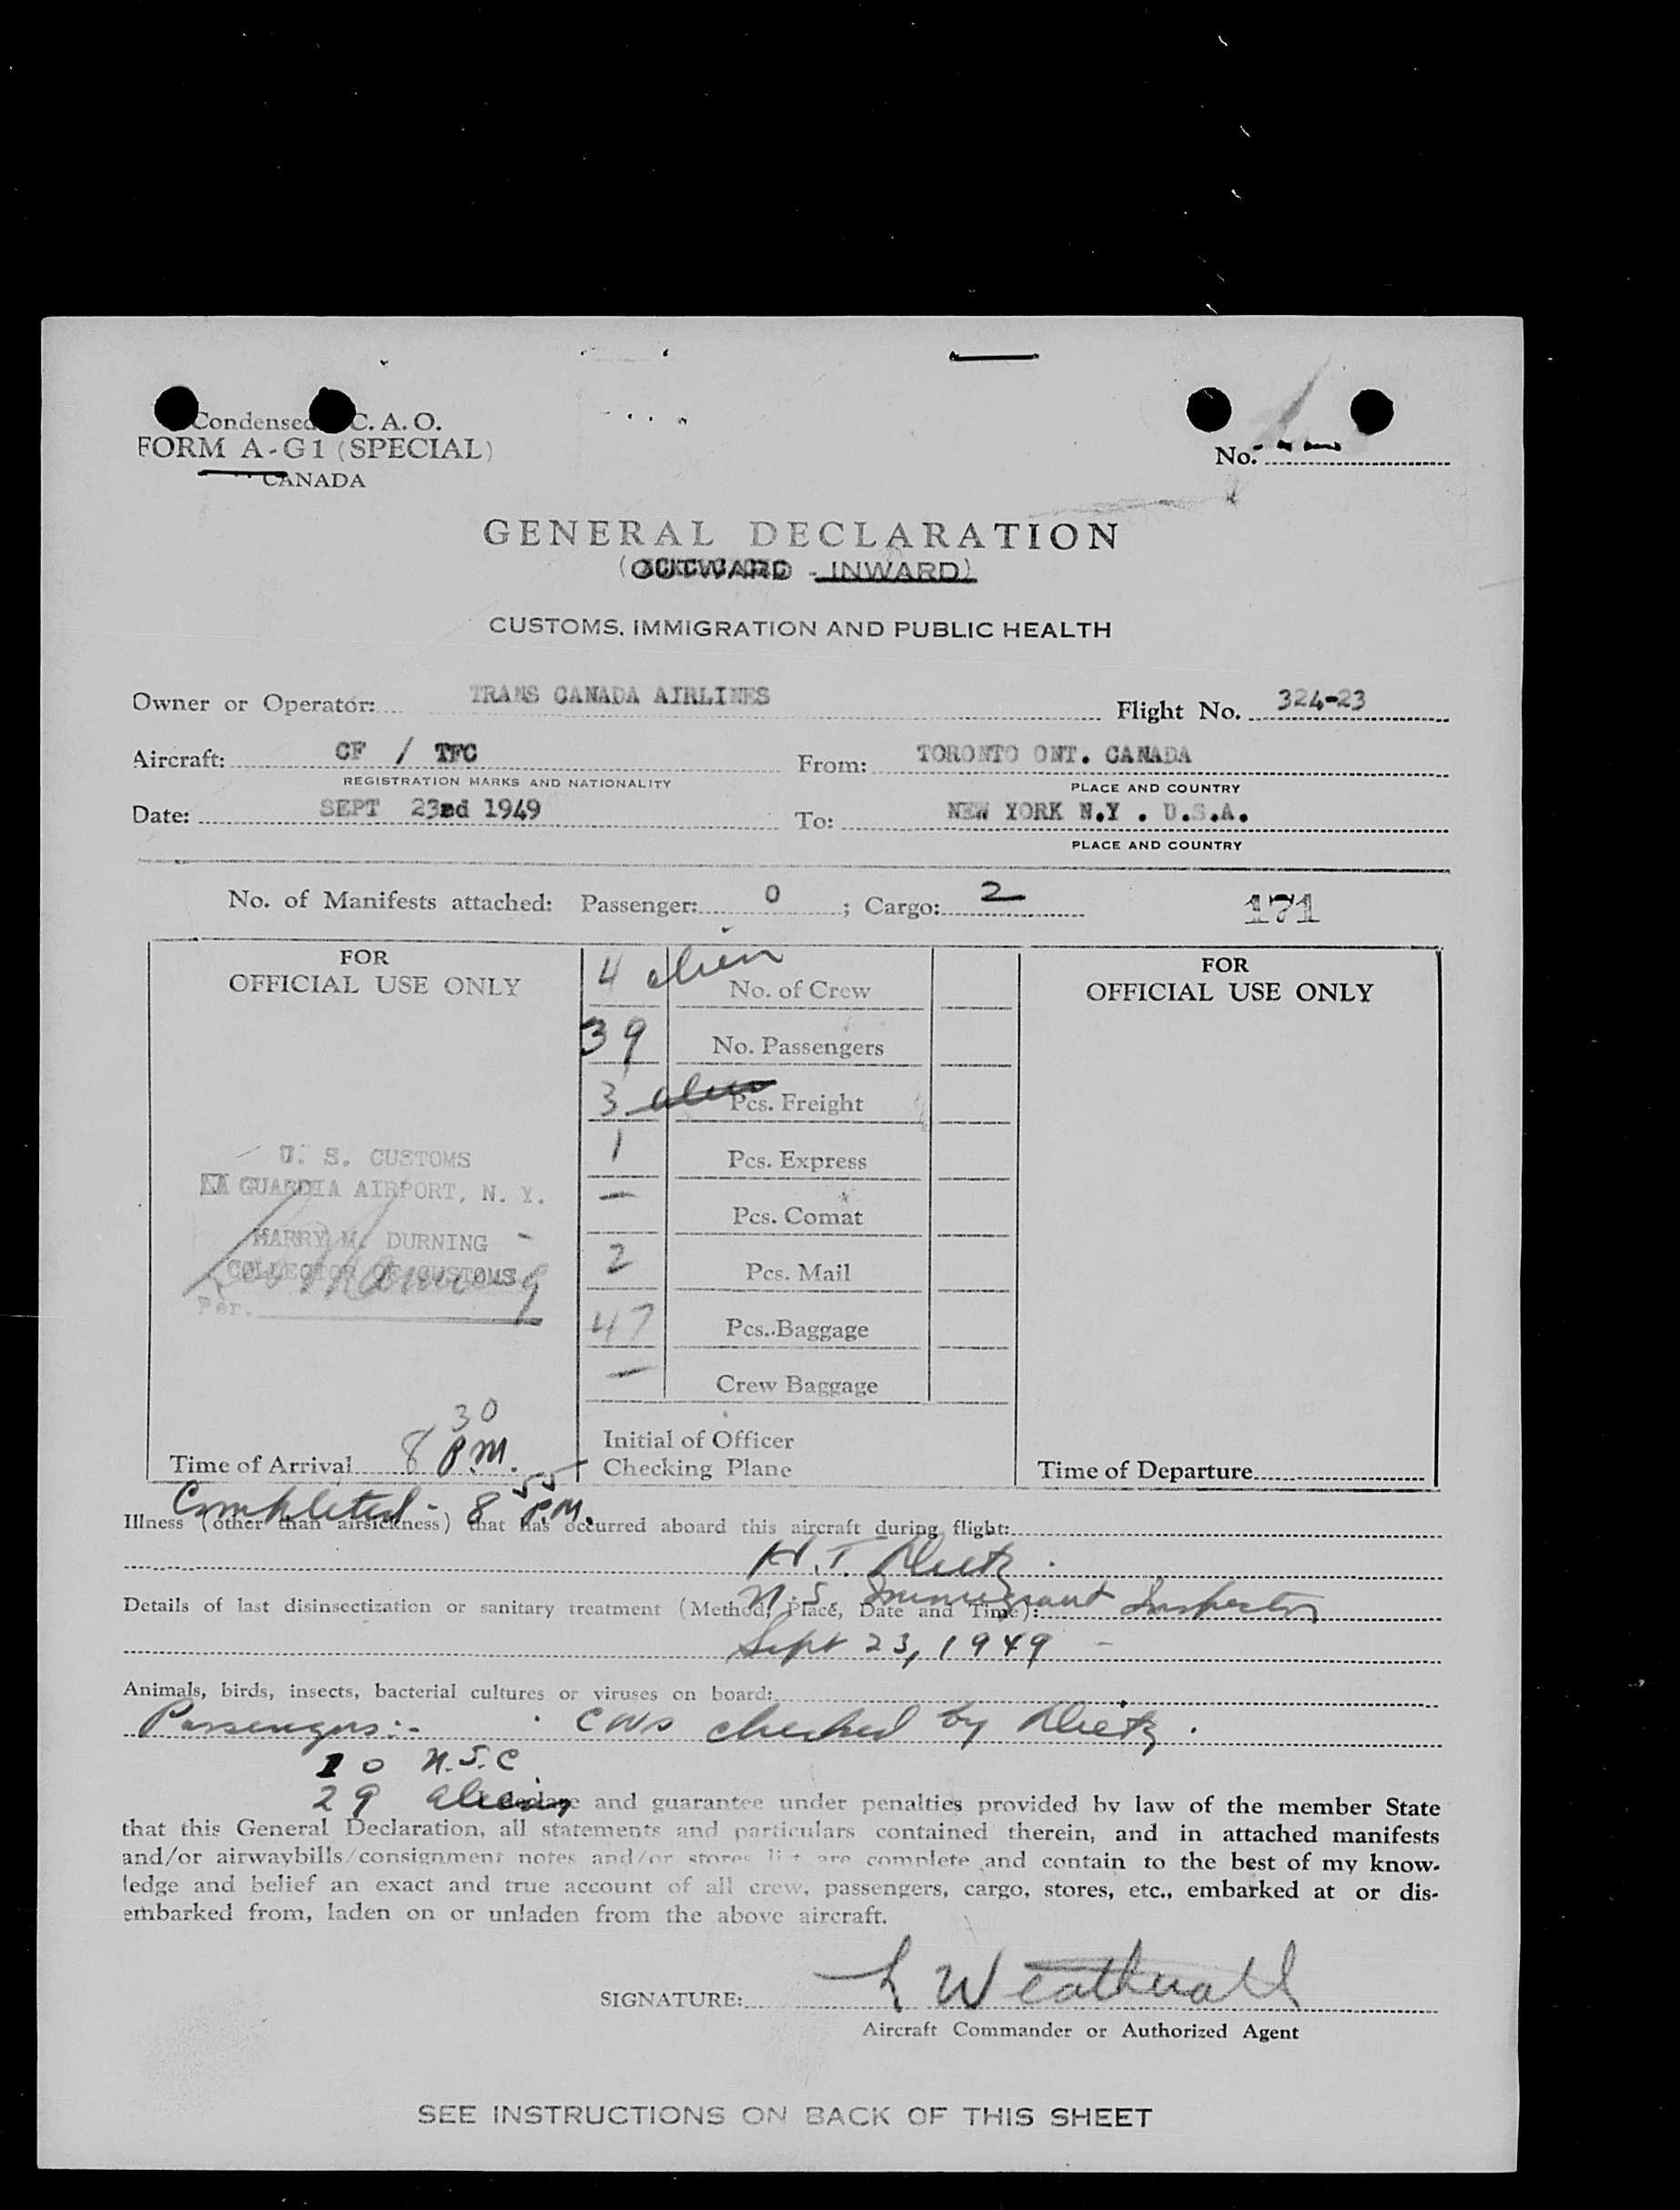 Condensed C. A. O.
FORM A-G1 (SPECIAL)
CANADA
No.
GENERAL DECLARATION
(OUTWARD - INWARD)
CUSTOMS, IMMIGRATION AND PUBLIC HEALTH
Owner or Operator: TRANS CANADA AIRLINES Flight No. 324-23
Aircraft: CF / TFC From: TORONTO ONT. CANADA
REGISTRATION MARKS AND NATIONALITY PLACE AND COUNTRY
Date: SEPT 23rd 1949 To: NEW YORK N.Y . U.S.A.
PLACE AND COUNTRY
No. of Manifests attached: Passenger: 0 ; Cargo: 2 171
FOR
OFFICIAL USE ONLY
U. S. CUSTOMS
LA GUARDIA AIRPORT, N. Y.
HARRY M. DURNING
COLLECTOR OF CUSTOMS
Per.
Time of Arrival 8 30 P.M.
4 alien No. of Crew
39 No. Passengers
3 alien Pcs. Freight
1 Pcs. Express
— Pcs. Comat
2 Pcs. Mail
47 Pcs. Baggage
— Crew Baggage
Initial of Officer
Checking Plane
FOR
OFFICIAL USE ONLY
Time of Departure
Completed - 8 55 P.M.
Illness (other than airsickness) that has occurred aboard this aircraft during flight:
H. T. Dietz
Details of last disinsectization or sanitary treatment (Method, Place, Date and Time):
U.S. Immigrant Inspector
Sept 23, 1949 -
Animals, birds, insects, bacterial cultures or viruses on board:
Passengers:- checked by Dietz.
10 U.S.C
29 alien
declare and guarantee under penalties provided by law of the member State
that this General Declaration, all statements and particulars contained therein, and in attached manifests
and/or airwaybills/consignment notes and/or stores list are complete and contain to the best of my know-
ledge and belief an exact and true account of all crew, passengers, cargo, stores, etc., embarked at or dis-
embarked from, laden on or unladen from the above aircraft.
SIGNATURE: L Weatherall
Aircraft Commander or Authorized Agent
SEE INSTRUCTIONS ON BACK OF THIS SHEET